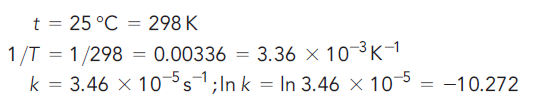 t = 25 °C = 298 K
1/T = 1/298 = 0.00336 = 3.36 × 10⁻³ K⁻¹
k = 3.46 × 10⁻⁵ s⁻¹; ln k = ln 3.46 × 10⁻⁵ = −10.272